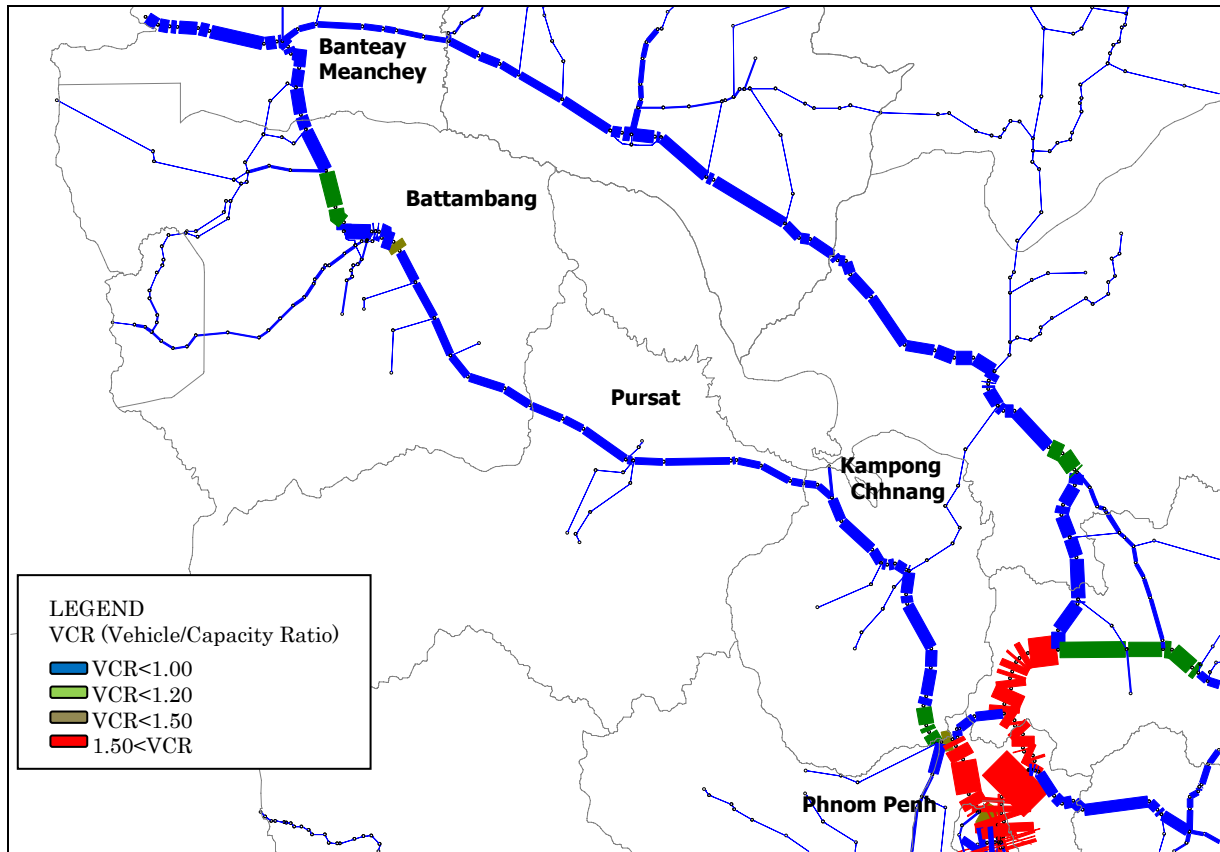 Banteay
Meanchey
Battambang
Pursat
Kampong
Chhnang
Phnom Penh
LEGEND
VCR (Vehicle/Capacity Ratio)
VCR<1.00
VCR<1.20
VCR<1.50
1.50<VCR